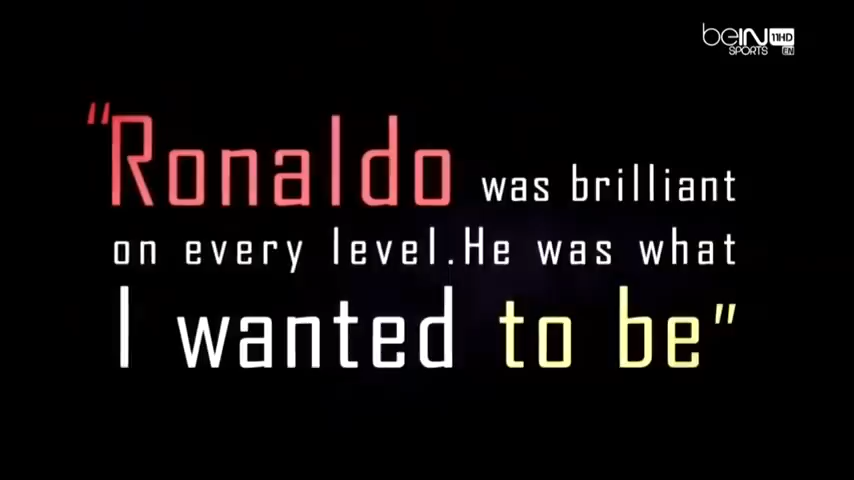 beIN 11HD
SPORTS EN
"Ronaldo was brilliant
on every level.He was what
I wanted to be"